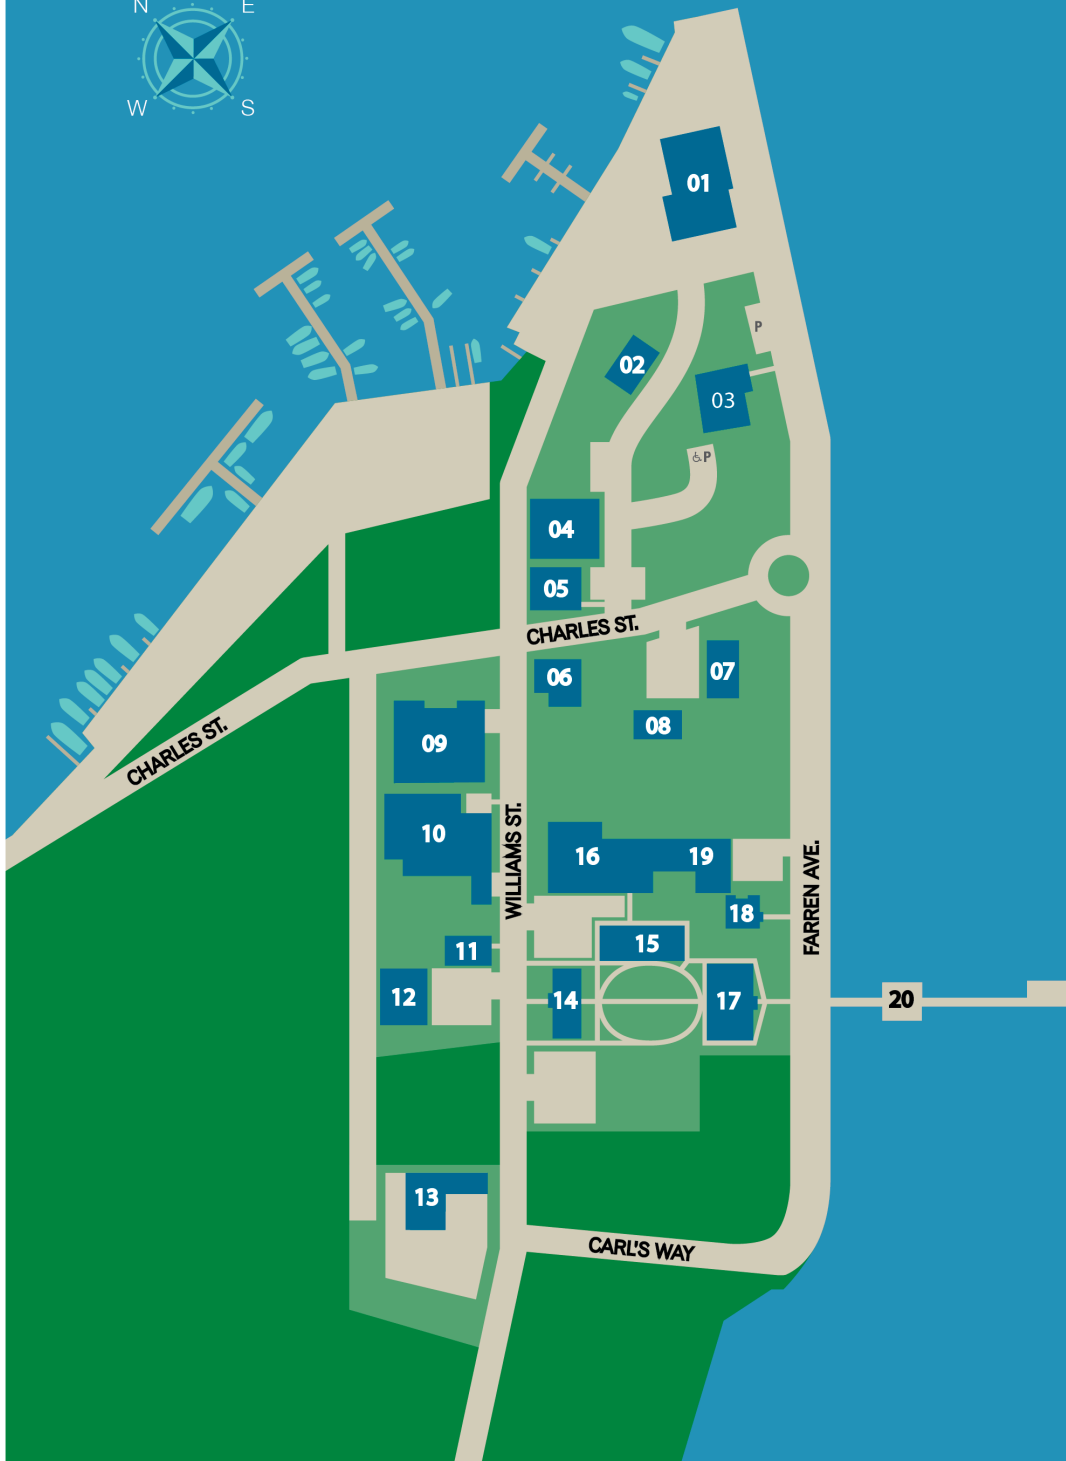 N E
W S
01
P
02
03
♿P
04
05
CHARLES ST.
06
07
08
09
CHARLES ST.
10
WILLIAMS ST.
16
19
FARREN AVE.
18
11
15
12
14
17
20
13
CARL'S WAY